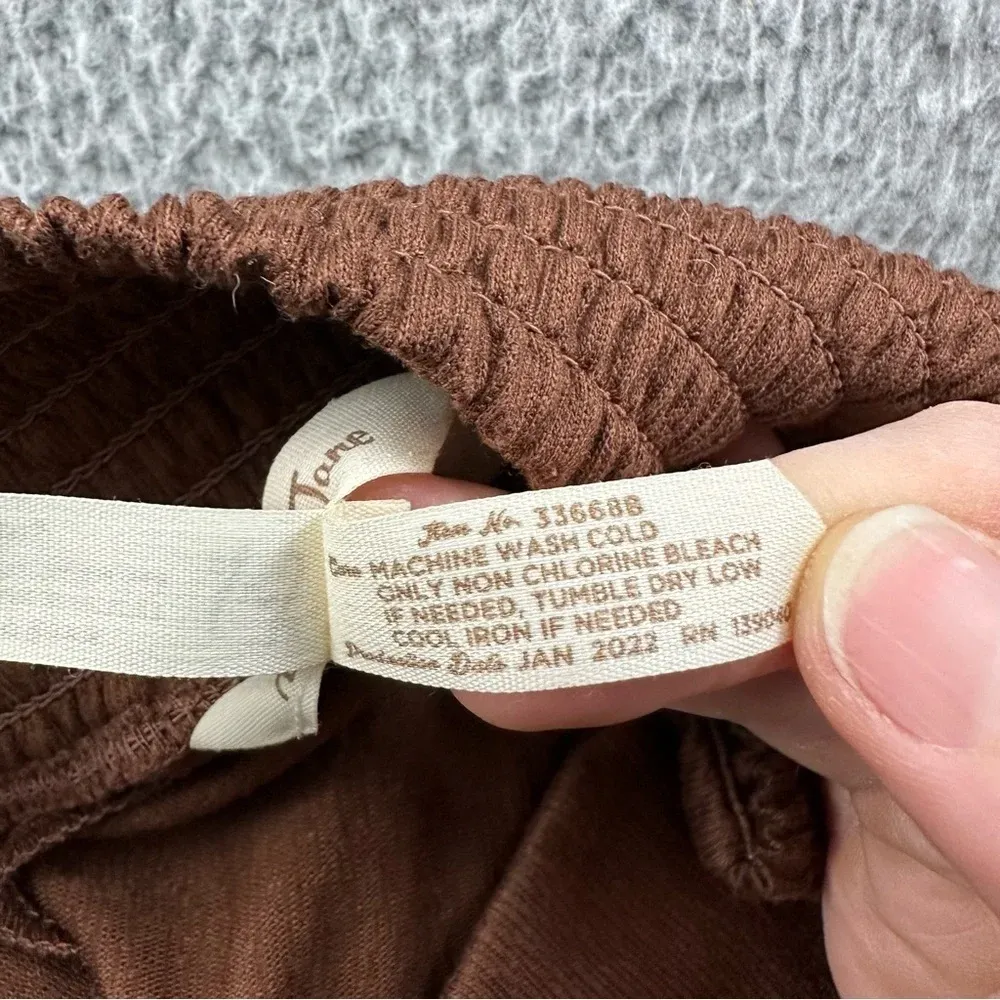 Jane
Item No. 33668B
Care MACHINE WASH COLD
ONLY NON CHLORINE BLEACH
IF NEEDED, TUMBLE DRY LOW
COOL IRON IF NEEDED
Production Date JAN 2022 RN 139040